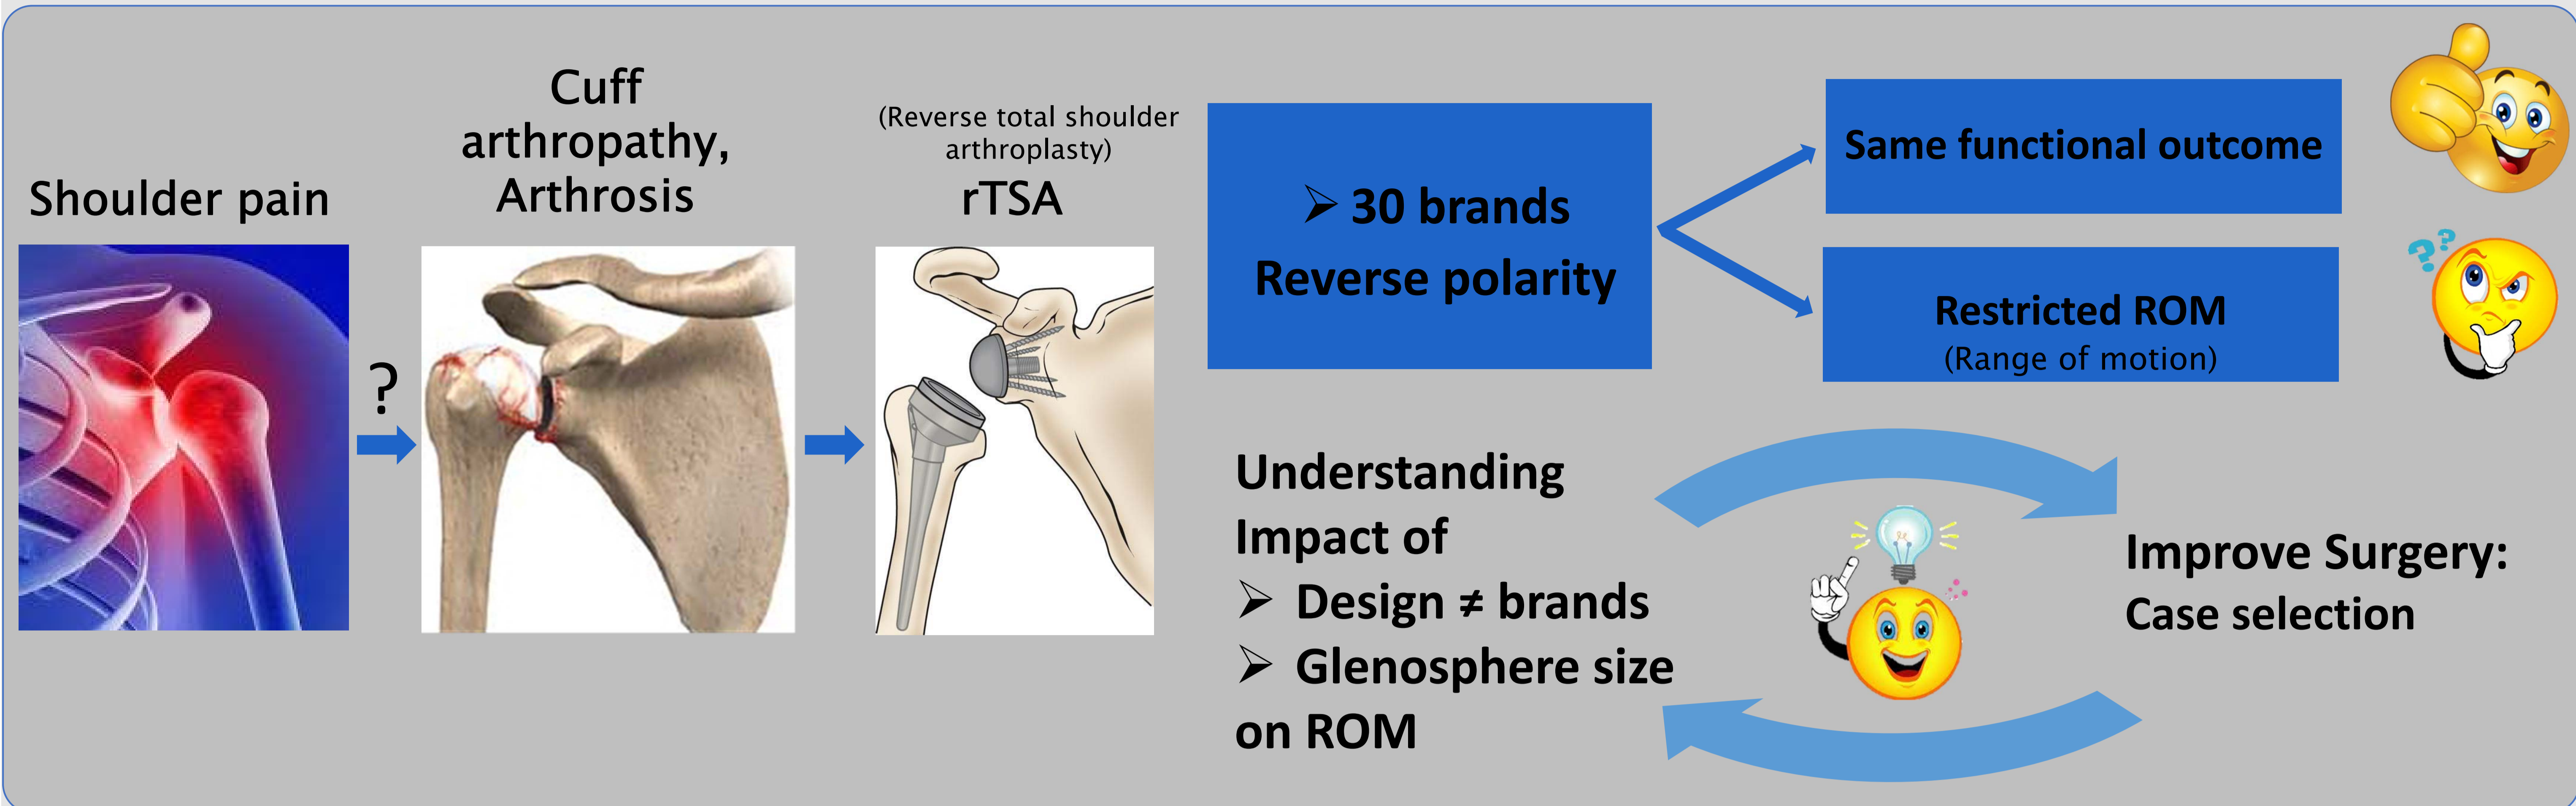 Shoulder pain
?
Cuff
arthropathy,
Arthrosis
(Reverse total shoulder
arthroplasty)
rTSA
➢ 30 brands
Reverse polarity
Same functional outcome
Restricted ROM
(Range of motion)
??
Understanding
Impact of
➢ Design ≠ brands
➢ Glenosphere size
on ROM
Improve Surgery:
Case selection